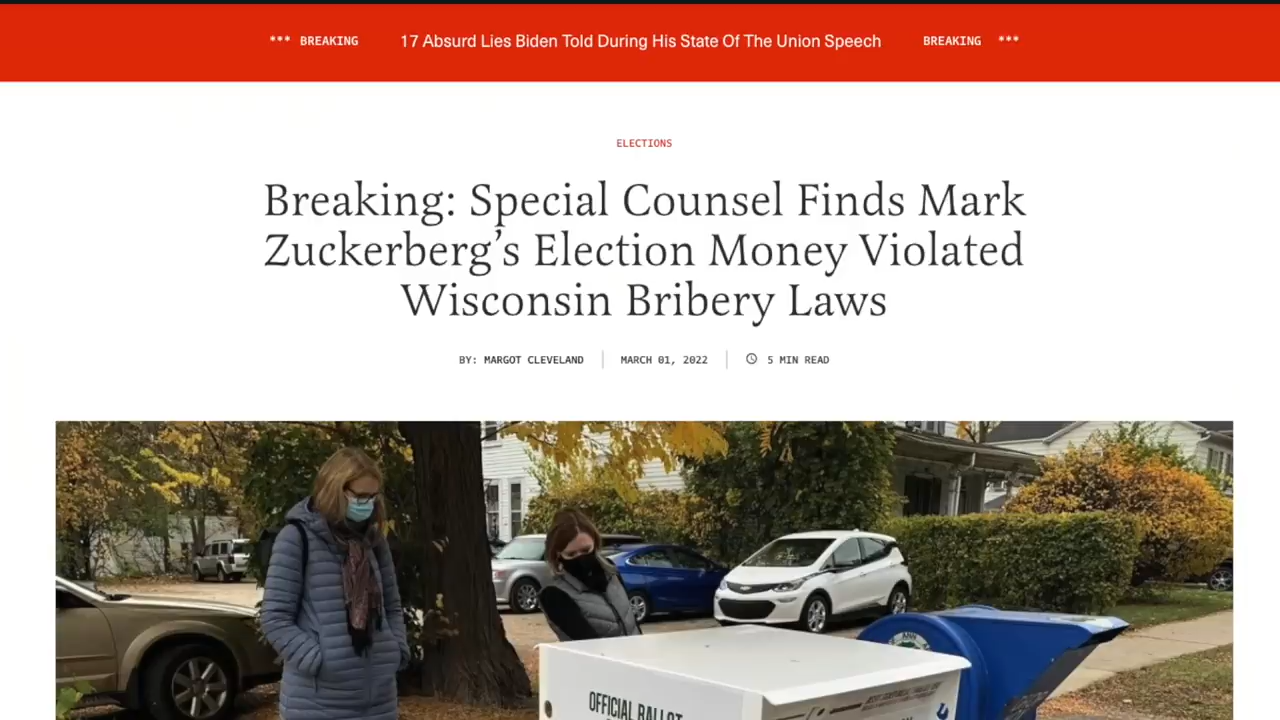 *** BREAKING 17 Absurd Lies Biden Told During His State Of The Union Speech BREAKING ***
ELECTIONS
Breaking: Special Counsel Finds Mark
Zuckerberg’s Election Money Violated
Wisconsin Bribery Laws
BY: MARGOT CLEVELAND MARCH 01, 2022 5 MIN READ
OFFICIAL BALLOT